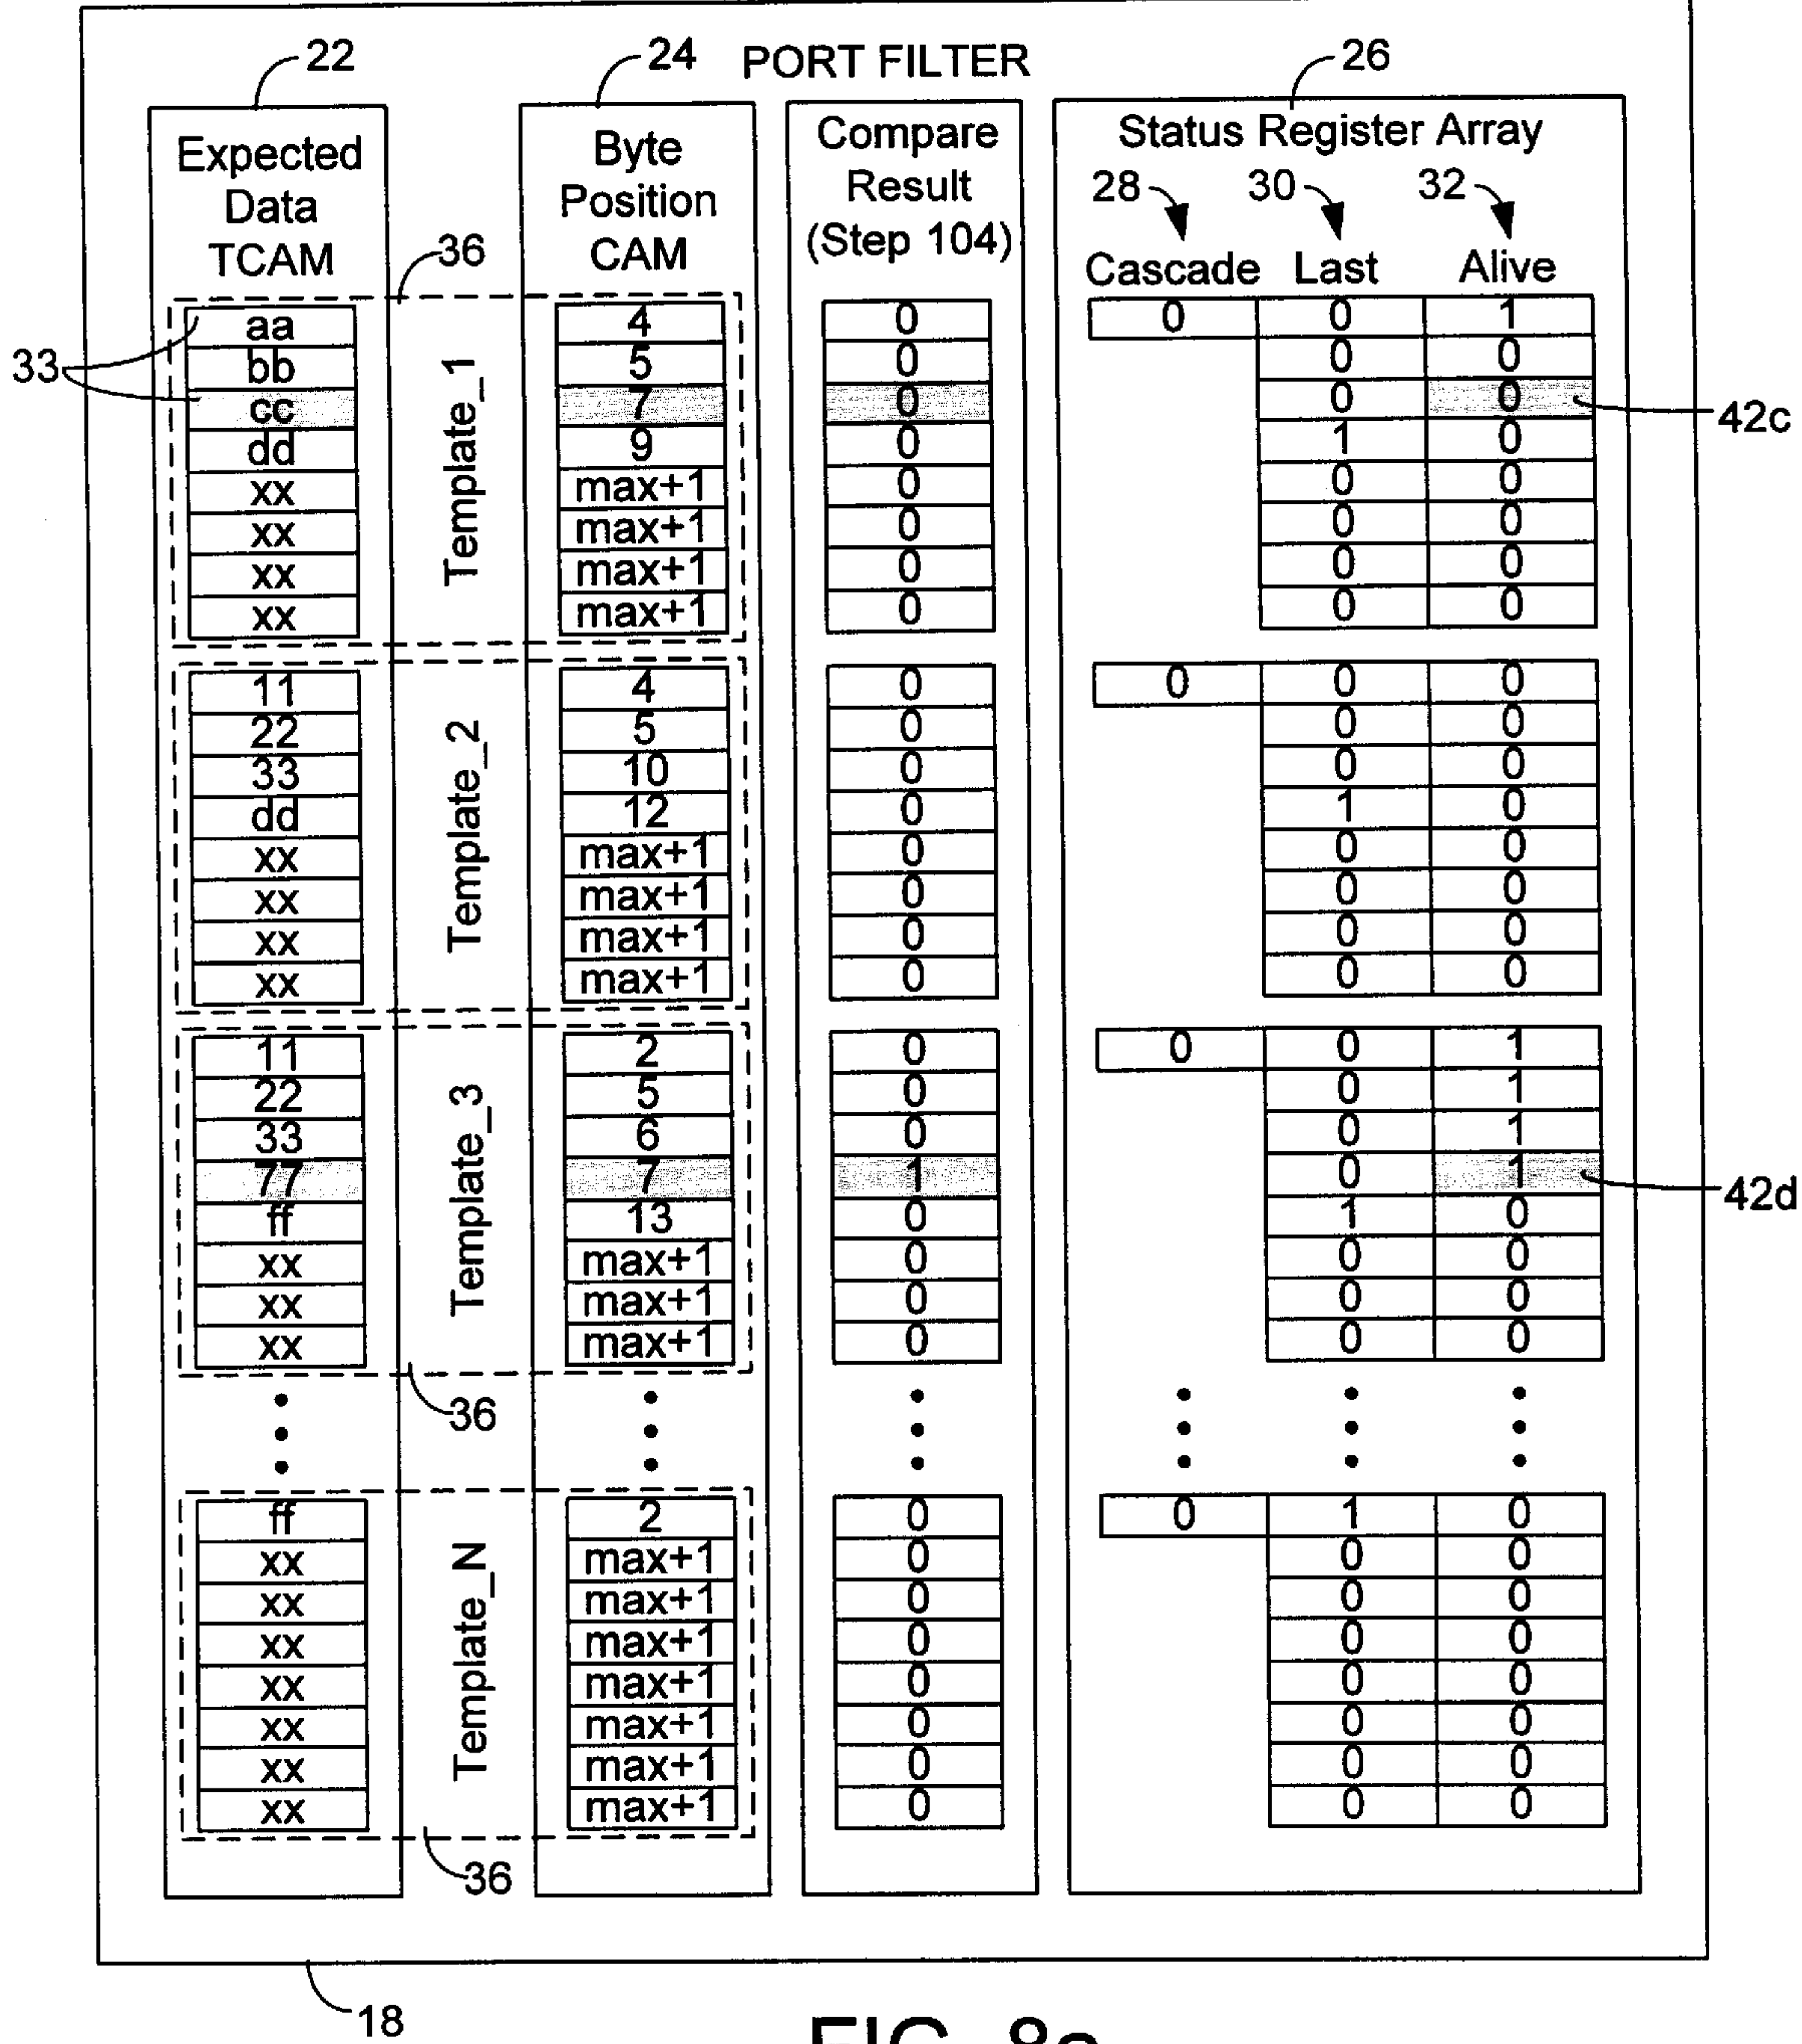 22
24
PORT FILTER
26
Expected
Data
TCAM
Byte
Position
CAM
Compare
Result
(Step 104)
Status Register Array
28
30
32
Cascade Last Alive
36
33
Template_1
aa 4 0 0 0 1
bb 5 0 0 0
cc 7 0 0 0
42c
dd 9 0 1 0
xx max+1 0 0 0
xx max+1 0 0 0
xx max+1 0 0 0
xx max+1 0 0 0
Template_2
11 4 0 0 0 0
22 5 0 0 0
33 10 0 0 0
dd 12 0 1 0
xx max+1 0 0 0
xx max+1 0 0 0
xx max+1 0 0 0
xx max+1 0 0 0
Template_3
11 2 0 0 0 1
22 5 0 0 1
33 6 0 0 1
77 7 1 0 1
42d
ff 13 0 1 0
xx max+1 0 0 0
xx max+1 0 0 0
xx max+1 0 0 0
36
Template_N
ff 2 0 0 1 0
xx max+1 0 0 0
xx max+1 0 0 0
xx max+1 0 0 0
xx max+1 0 0 0
xx max+1 0 0 0
xx max+1 0 0 0
xx max+1 0 0 0
36
18